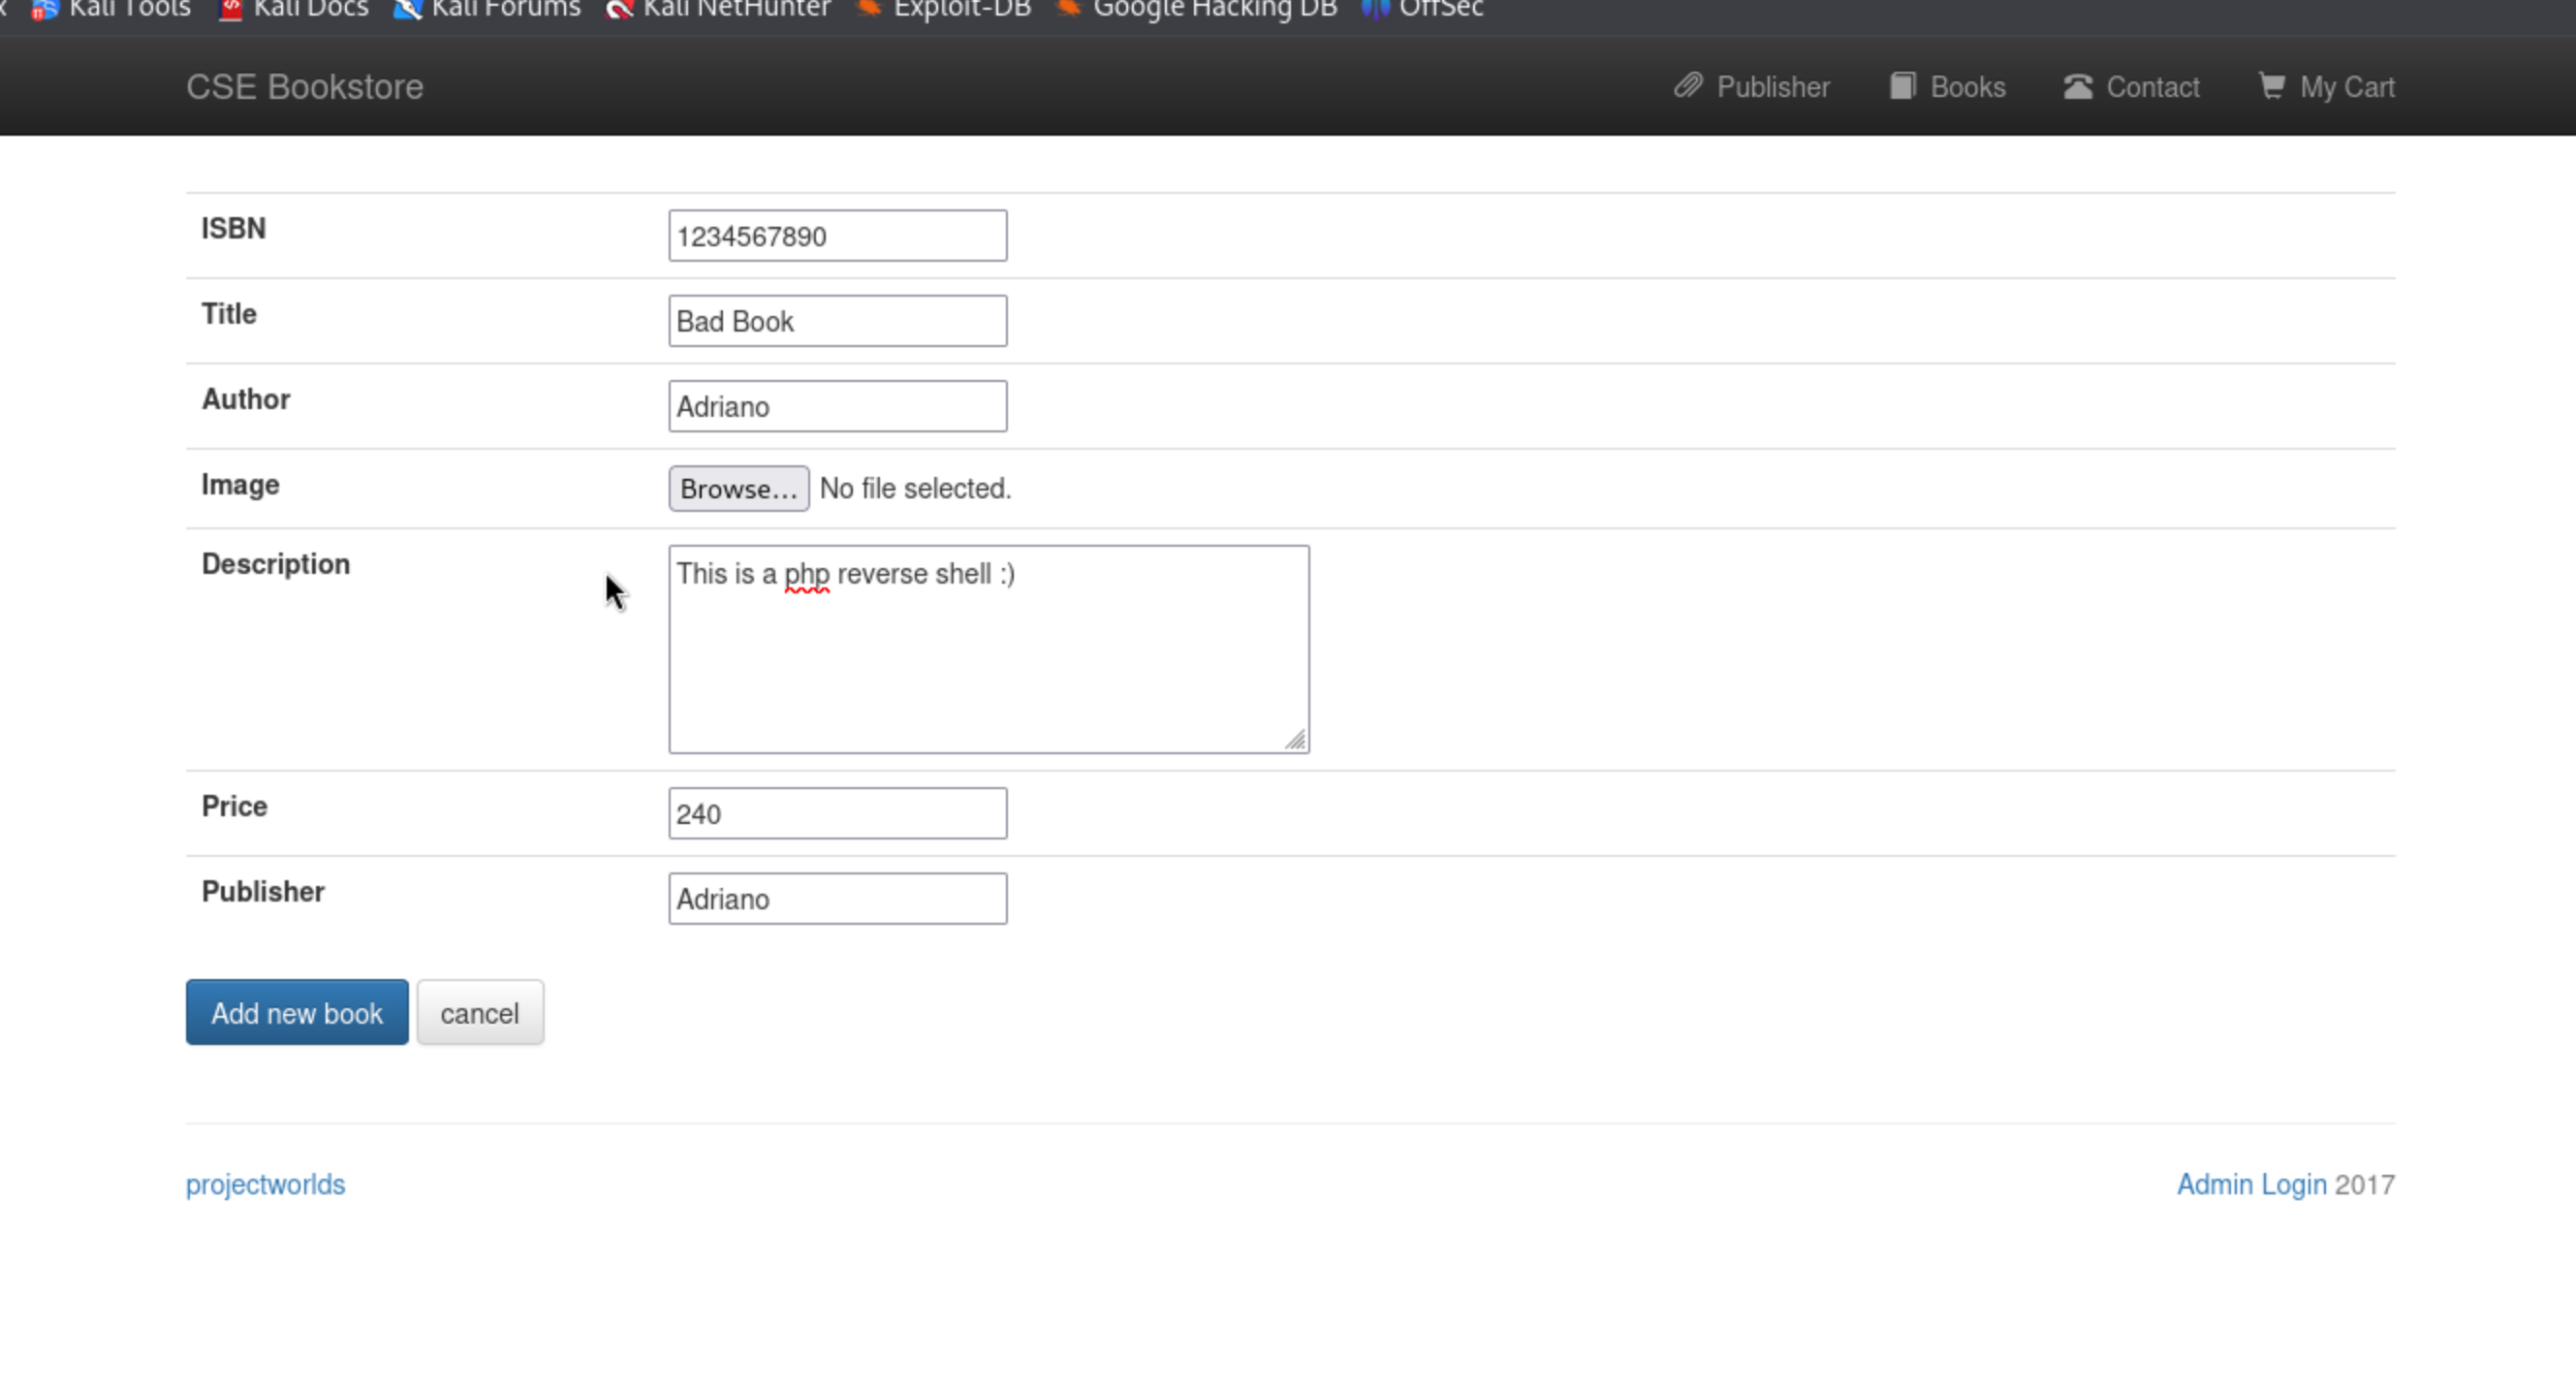 Kali Tools Kali Docs Kali Forums Kali NetHunter Exploit-DB Google Hacking DB OffSec
CSE Bookstore Publisher Books Contact My Cart
ISBN 1234567890
Title Bad Book
Author Adriano
Image Browse... No file selected.
Description This is a php reverse shell :)
Price 240
Publisher Adriano
Add new book cancel
projectworlds Admin Login 2017